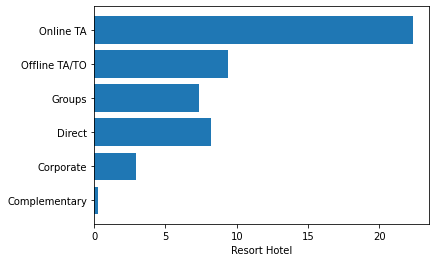 Online TA
Offline TA/TO
Groups
Direct
Corporate
Complementary
0 5 10 15 20
Resort Hotel